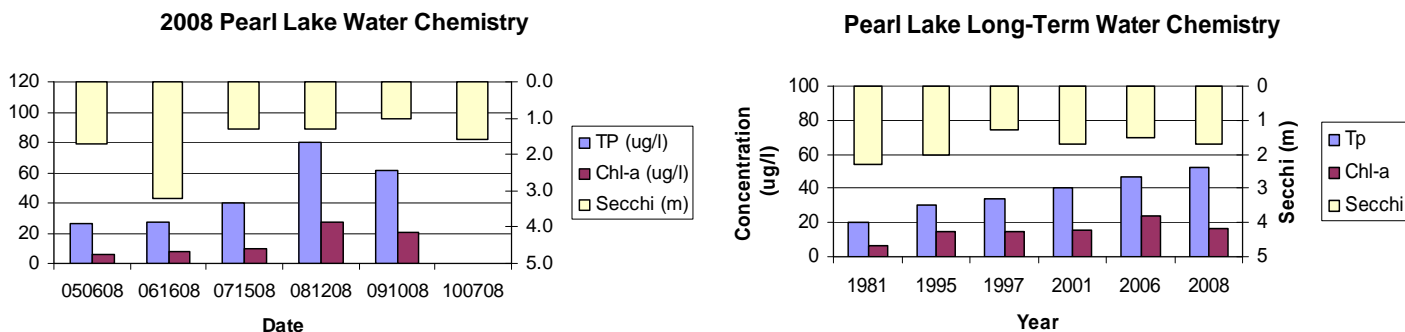 2008 Pearl Lake Water Chemistry
120
100
80
60
40
20
0
0.0
1.0
2.0
3.0
4.0
5.0
050608 061608 071508 081208 091008 100708
Date
TP (ug/l)
Chl-a (ug/l)
Secchi (m)
Pearl Lake Long-Term Water Chemistry
Concentration
(ug/l)
100
80
60
40
20
0
0
1
2
3
4
5
Secchi (m)
1981 1995 1997 2001 2006 2008
Year
Tp
Chl-a
Secchi